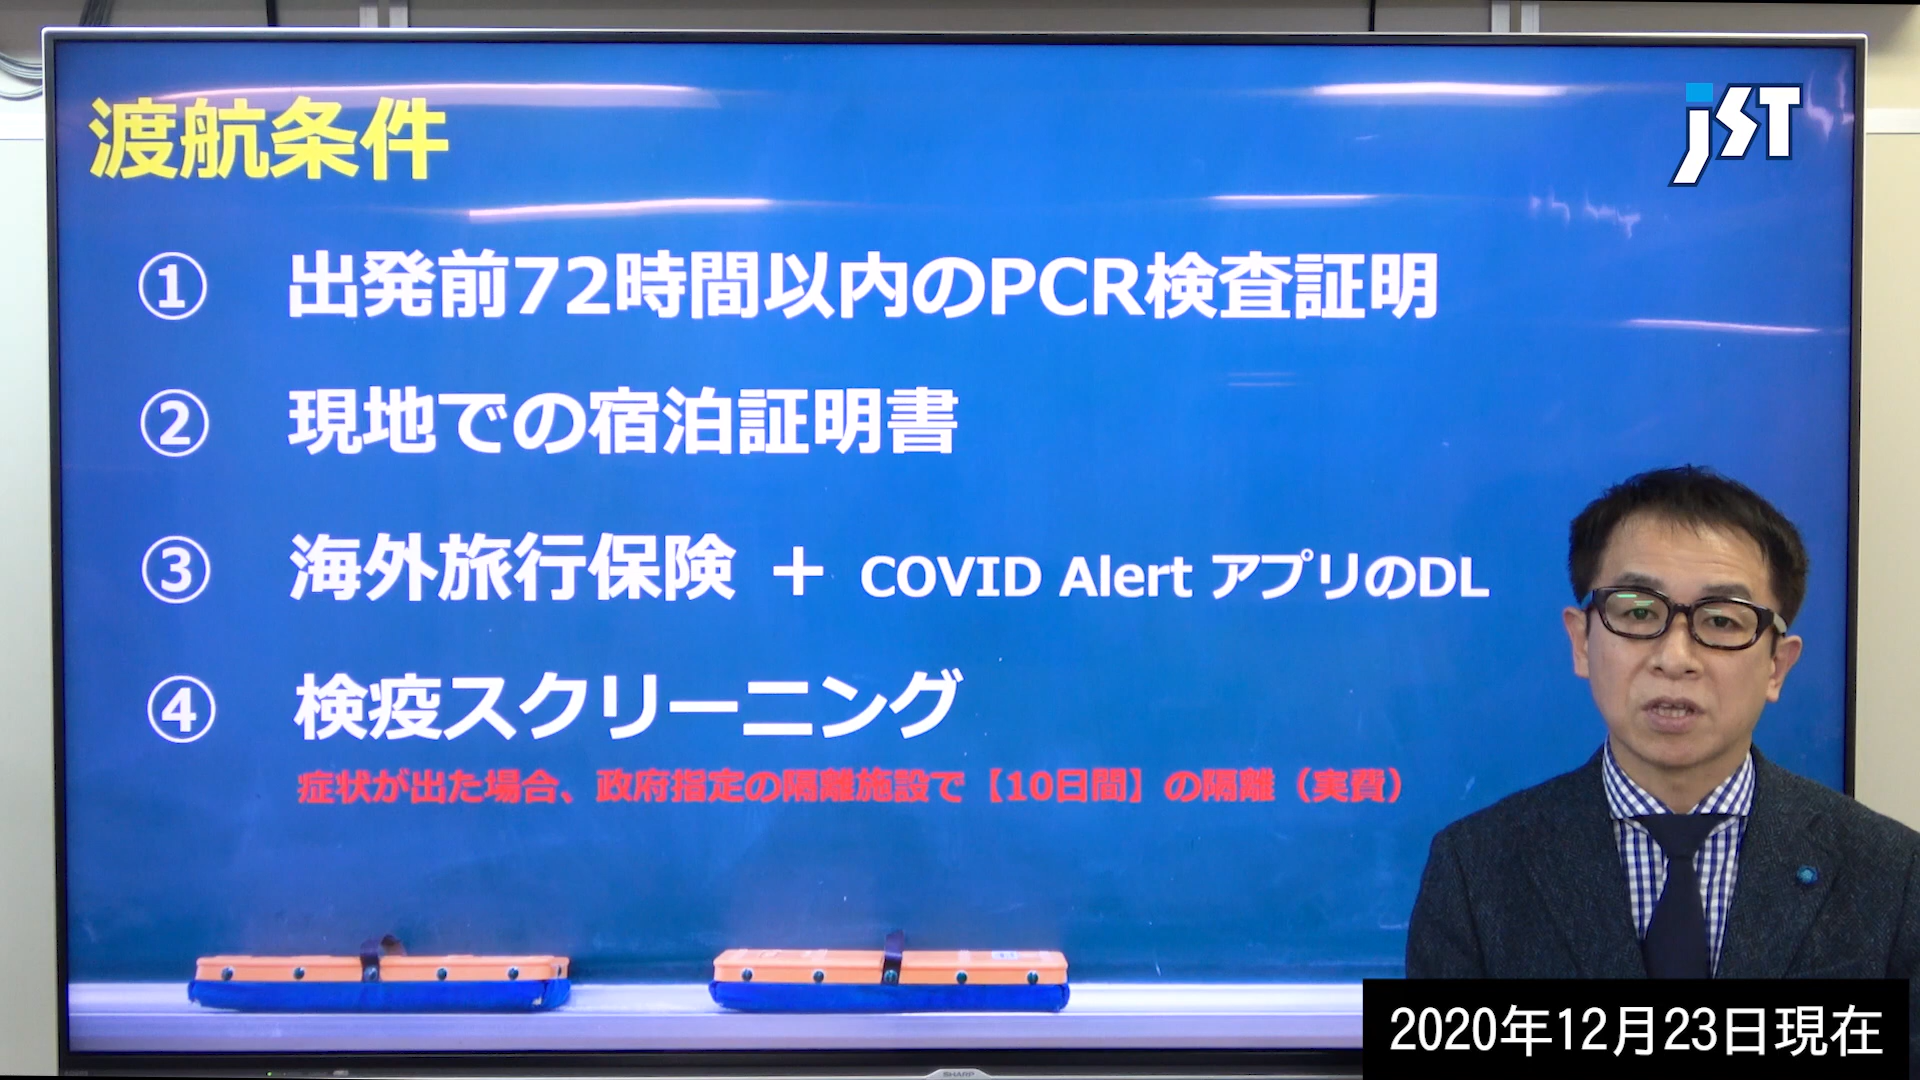 渡航条件
jST
① 出発前72時間以内のPCR検査証明
② 現地での宿泊証明書
③ 海外旅行保険 ＋ COVID Alert アプリのDL
④ 検疫スクリーニング
症状が出た場合、政府指定の隔離施設で【10日間】の隔離（実費）
2020年12月23日現在
SHARP